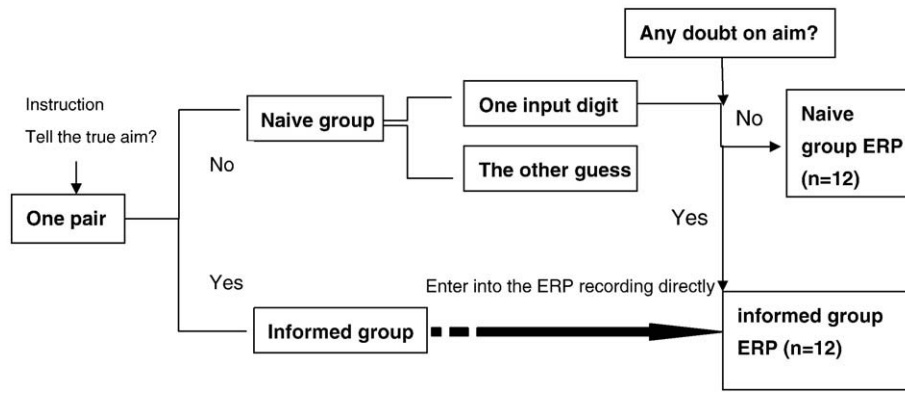 Any doubt on aim?
Instruction
Tell the true aim?
One pair
No
Yes
Naive group
Informed group
One input digit
The other guess
No
Yes
Naive
group ERP
(n=12)
Enter into the ERP recording directly
informed group
ERP (n=12)